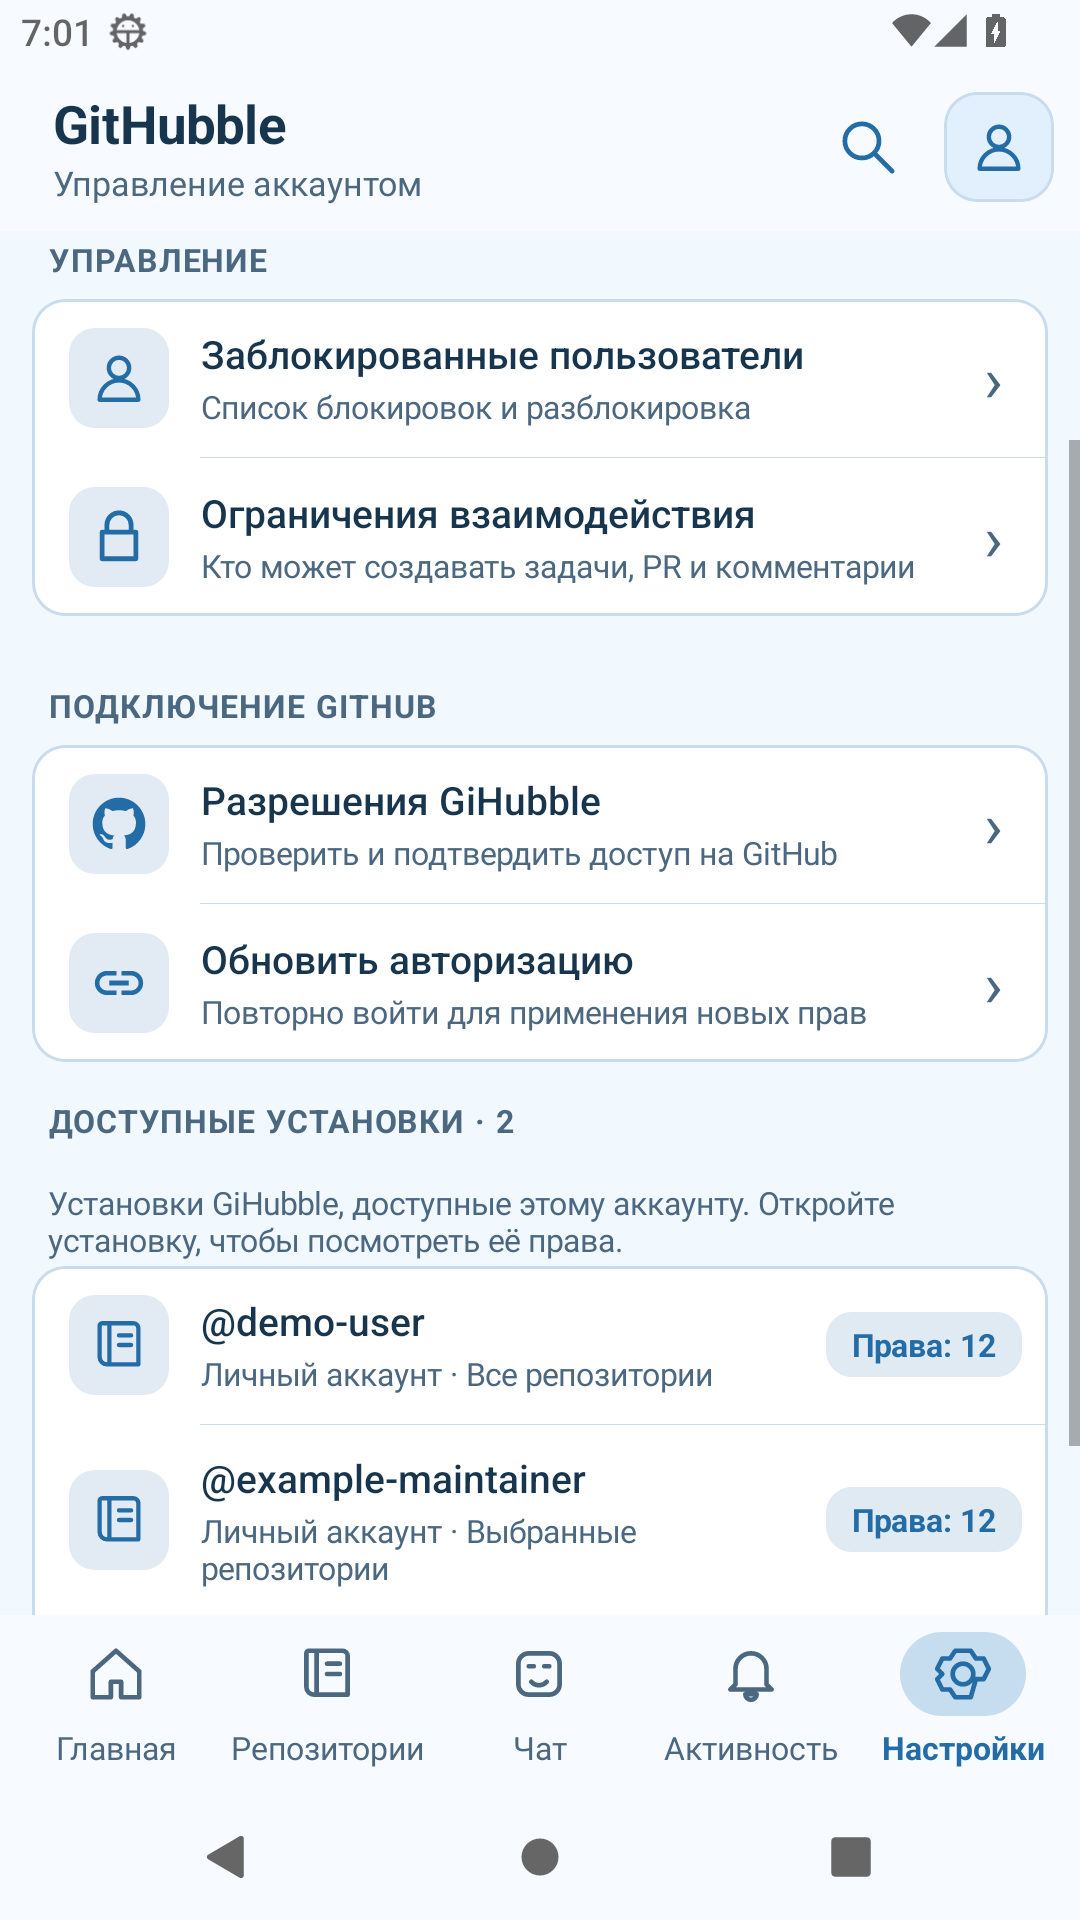 7:01
GitHubble
Управление аккаунтом
УПРАВЛЕНИЕ
Заблокированные пользователи
Список блокировок и разблокировка
Ограничения взаимодействия
Кто может создавать задачи, PR и комментарии
ПОДКЛЮЧЕНИЕ GITHUB
Разрешения GiHubble
Проверить и подтвердить доступ на GitHub
Обновить авторизацию
Повторно войти для применения новых прав
ДОСТУПНЫЕ УСТАНОВКИ · 2
Установки GiHubble, доступные этому аккаунту. Откройте
установку, чтобы посмотреть её права.
@demo-user
Личный аккаунт · Все репозитории
Права: 12
@example-maintainer
Личный аккаунт · Выбранные
репозитории
Права: 12
Главная
Репозитории
Чат
Активность
Настройки